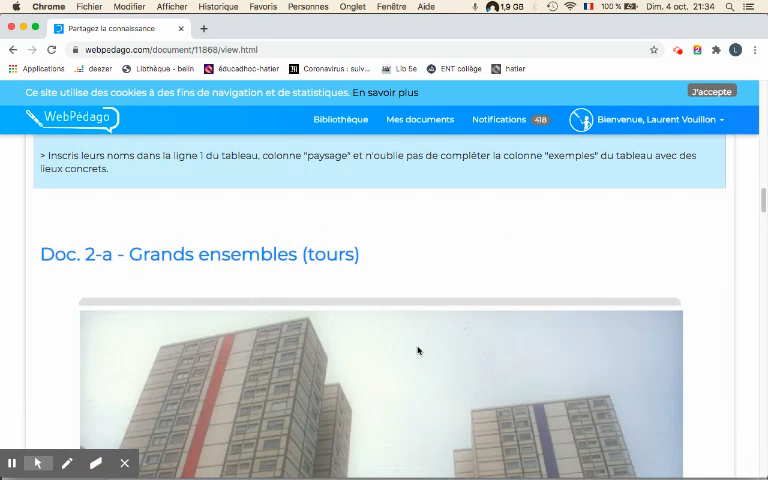 Chrome Fichier Modifier Afficher Historique Favoris Personnes Onglet Fenêtre Aide 1,9 GB 100 % Dim. 4 oct. 21:34
Partagez la connaissance
webpedago.com/document/11868/view.html
Applications deezer Libthèque - belin éducadhoc-hatier Coronavirus : suiv... Lib 5e ENT collège hatier
Ce site utilise des cookies à des fins de navigation et de statistiques. En savoir plus J'accepte
WebPédago Bibliothèque Mes documents Notifications 418 Bienvenue, Laurent Vouillon
> Inscris leurs noms dans la ligne 1 du tableau, colonne "paysage" et n'oublie pas de compléter la colonne "exemples" du tableau avec des
lieux concrets.
Doc. 2-a - Grands ensembles (tours)